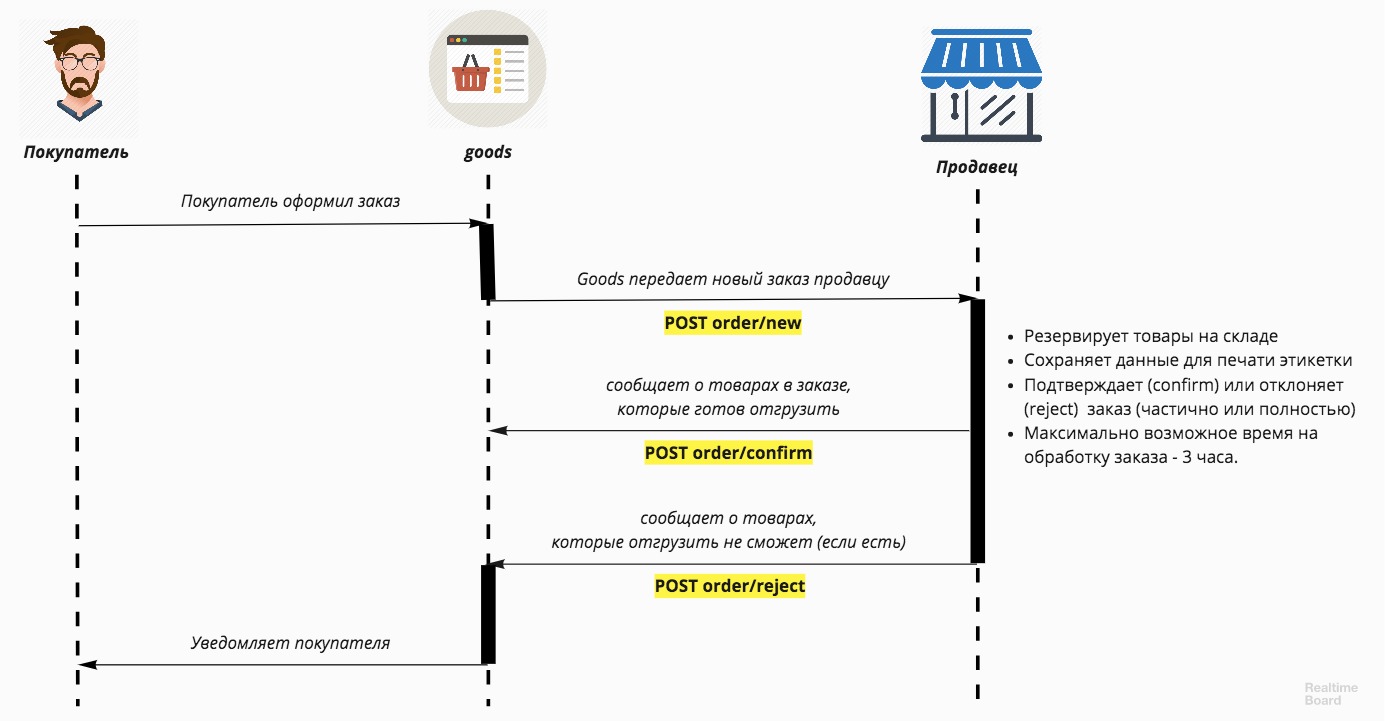 Покупатель
goods
Продавец
Покупатель оформил заказ
Goods передает новый заказ продавцу
POST order/new
• Резервирует товары на складе
• Сохраняет данные для печати этикетки
• Подтверждает (confirm) или отклоняет
(reject) заказ (частично или полностью)
• Максимально возможное время на
обработку заказа - 3 часа.
сообщает о товарах в заказе,
которые готов отгрузить
POST order/confirm
сообщает о товарах,
которые отгрузить не сможет (если есть)
POST order/reject
Уведомляет покупателя
Realtime
Board